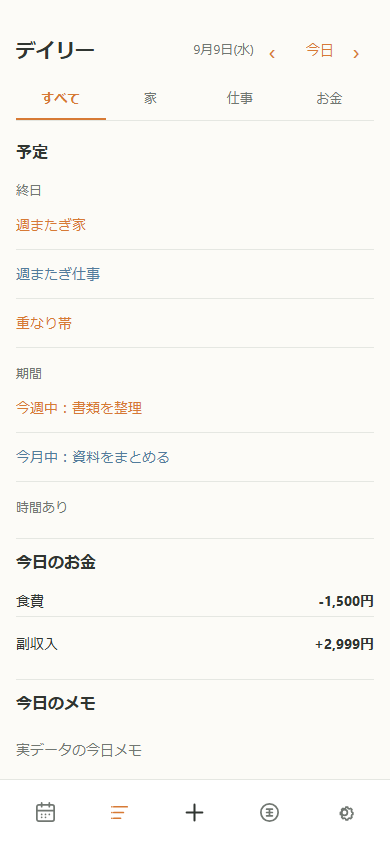 デイリー
9月9日(水) ‹ 今日 ›
すべて 家 仕事 お金
予定
終日
週またぎ家
週またぎ仕事
重なり帯
期間
今週中：書類を整理
今月中：資料をまとめる
時間あり
今日のお金
食費 -1,500円
副収入 +2,999円
今日のメモ
実データの今日メモ